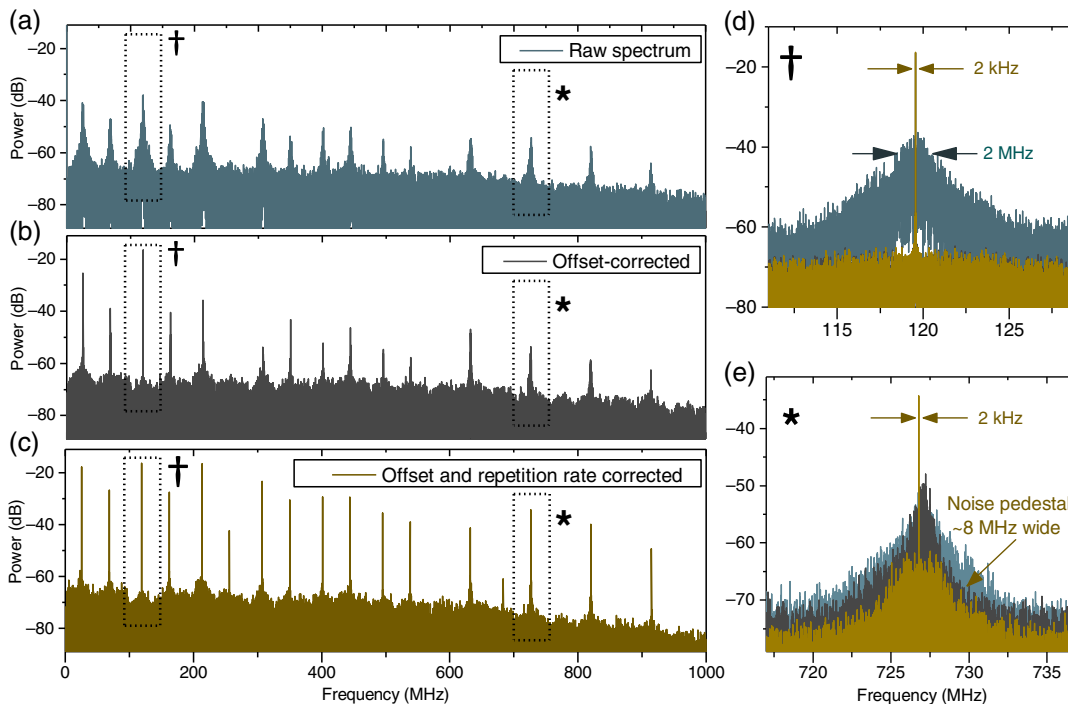 (a)
Power (dB)
−20
−40
−60
−80
†
*
Raw spectrum
(b)
Power (dB)
−20
−40
−60
−80
†
*
Offset-corrected
(c)
Power (dB)
−20
−40
−60
−80
†
*
Offset and repetition rate corrected
0 200 400 600 800 1000
Frequency (MHz)
(d)
†
−20
−30
−40
−50
−60
−70
−80
2 kHz
2 MHz
115 120 125
(e)
*
−40
−50
−60
−70
2 kHz
Noise pedestal
~8 MHz wide
720 725 730 735
Frequency (MHz)